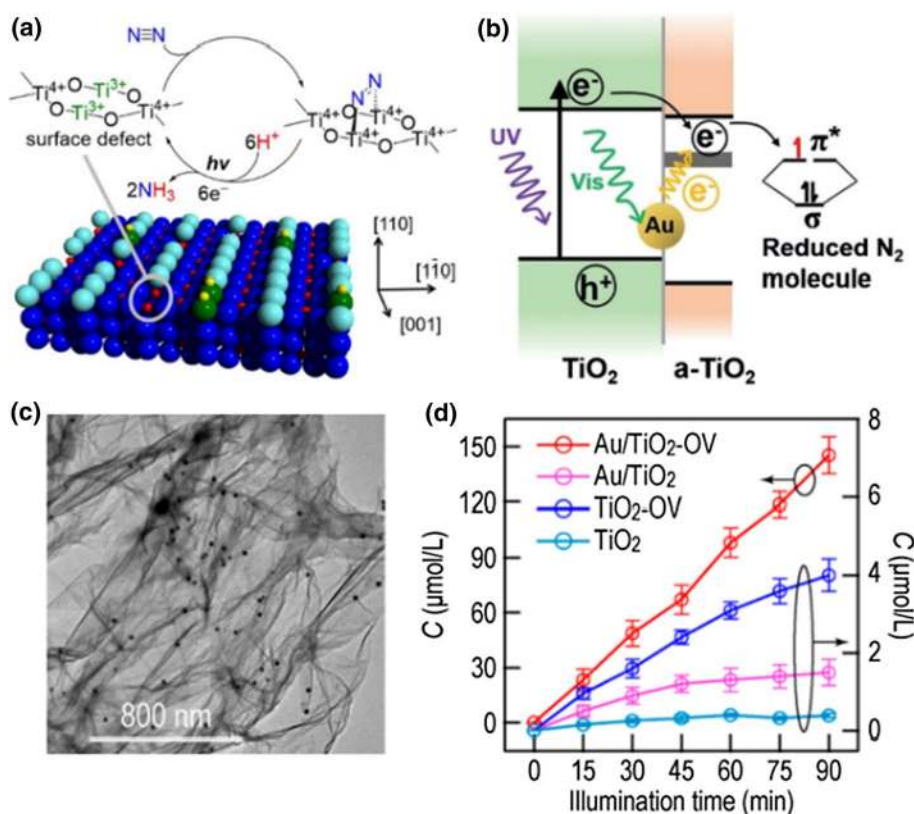 (a)
N≡N
Ti4+ O Ti3+ O Ti4+
O Ti3+ O
surface defect
N
N
Ti4+ O Ti4+ O
O Ti4+ O Ti4+
6H+
hν
2NH3
6e−
[110]
[11̄0]
[001]
(b)
e−
UV
Vis
Au
e−
e−
h+
π*
σ
Reduced N2
molecule
TiO2
a-TiO2
(c)
800 nm
(d)
Au/TiO2-OV
Au/TiO2
TiO2-OV
TiO2
C (μmol/L)
150
120
90
60
30
0
8
6
4
2
0
C (μmol/L)
0 15 30 45 60 75 90
Illumination time (min)